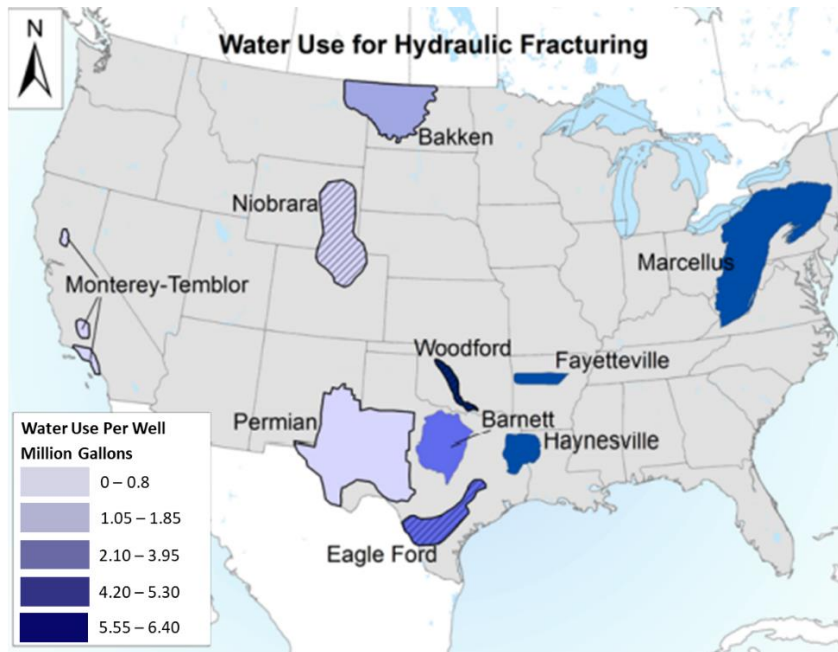 N
Water Use for Hydraulic Fracturing
Bakken
Niobrara
Marcellus
Monterey-Temblor
Woodford
Fayetteville
Permian
Barnett
Haynesville
Eagle Ford
Water Use Per Well
Million Gallons
0 – 0.8
1.05 – 1.85
2.10 – 3.95
4.20 – 5.30
5.55 – 6.40